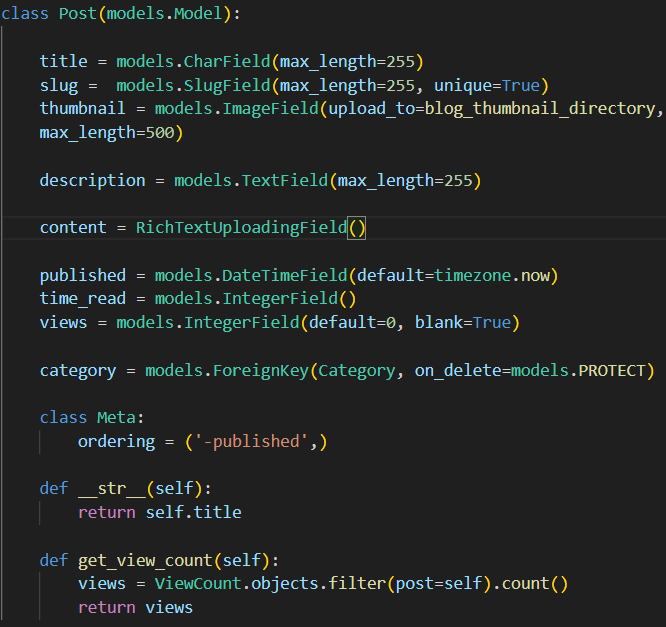 class Post(models.Model):
title = models.CharField(max_length=255)
slug =  models.SlugField(max_length=255, unique=True)
thumbnail = models.ImageField(upload_to=blog_thumbnail_directory,
max_length=500)
description = models.TextField(max_length=255)
content = RichTextUploadingField()
published = models.DateTimeField(default=timezone.now)
time_read = models.IntegerField()
views = models.IntegerField(default=0, blank=True)
category = models.ForeignKey(Category, on_delete=models.PROTECT)
class Meta:
ordering = ('-published',)
def __str__(self):
return self.title
def get_view_count(self):
views = ViewCount.objects.filter(post=self).count()
return views